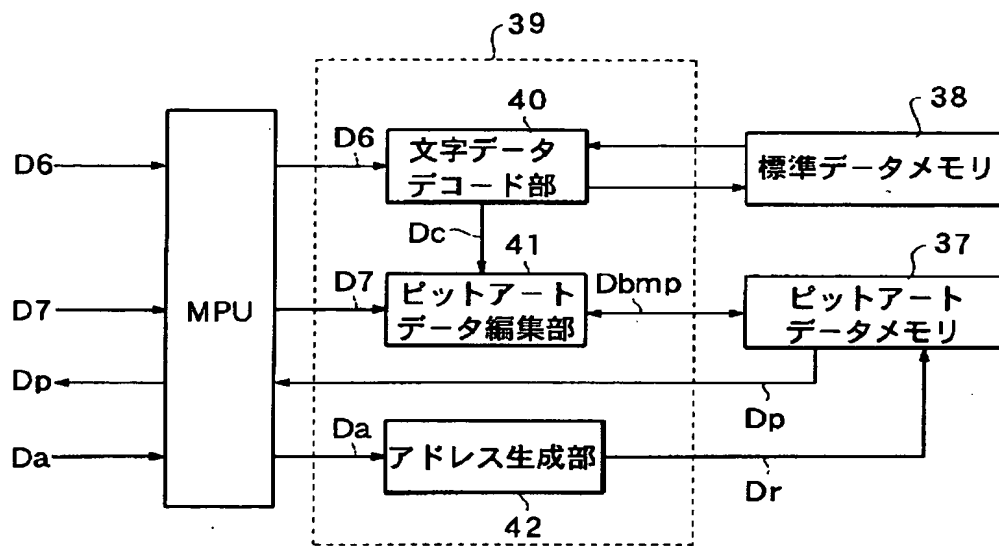 39
40
38
D6
D6
文字データ
デコード部
標準データメモリ
Dc
41
37
D7
MPU
D7
ピットアート
データ編集部
Dbmp
ピットアート
データメモリ
Dp
Dp
Da
Da
アドレス生成部
Dr
42